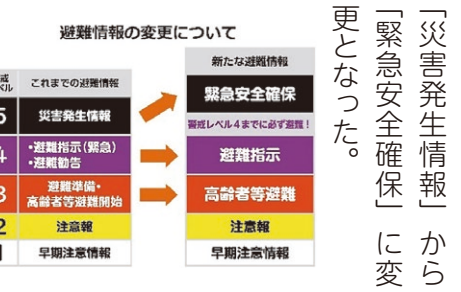 「災害発生情報」から
「緊急安全確保」に変
更となった。
避難情報の変更について
戒
ベル
これまでの避難情報
新たな避難情報
5
災害発生情報
緊急安全確保
警戒レベル4までに必ず避難！
4
・避難指示(緊急)
・避難勧告
避難指示
3
避難準備・
高齢者等避難開始
高齢者等避難
2
注意報
注意報
1
早期注意情報
早期注意情報